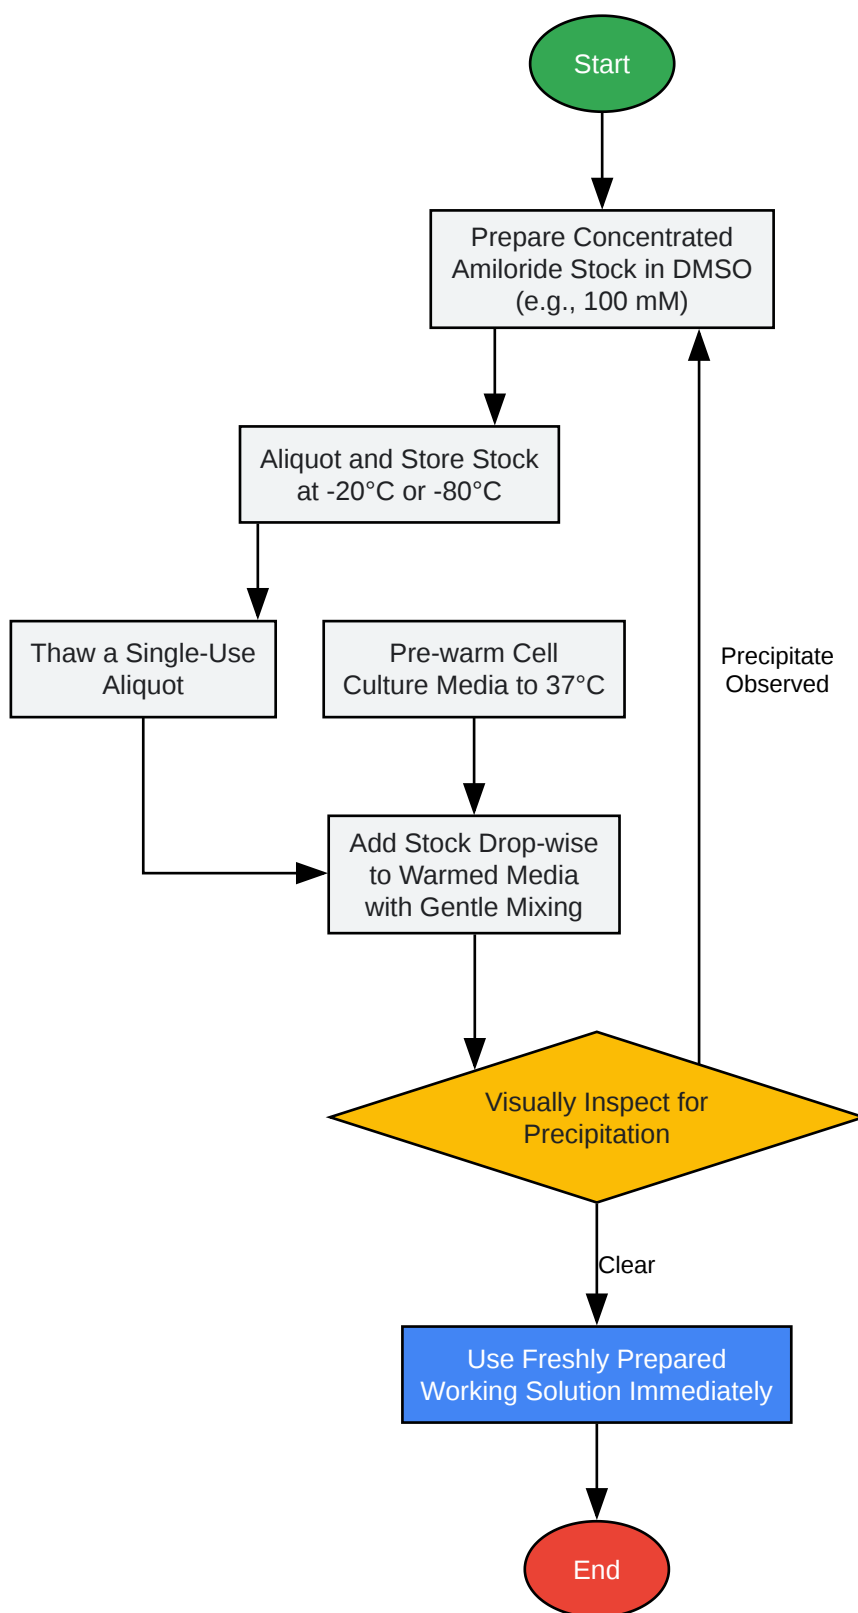 Start
Prepare Concentrated
Amiloride Stock in DMSO
(e.g., 100 mM)
Aliquot and Store Stock
at -20°C or -80°C
Thaw a Single-Use
Aliquot
Pre-warm Cell
Culture Media to 37°C
Precipitate
Observed
Add Stock Drop-wise
to Warmed Media
with Gentle Mixing
Visually Inspect for
Precipitation
Clear
Use Freshly Prepared
Working Solution Immediately
End